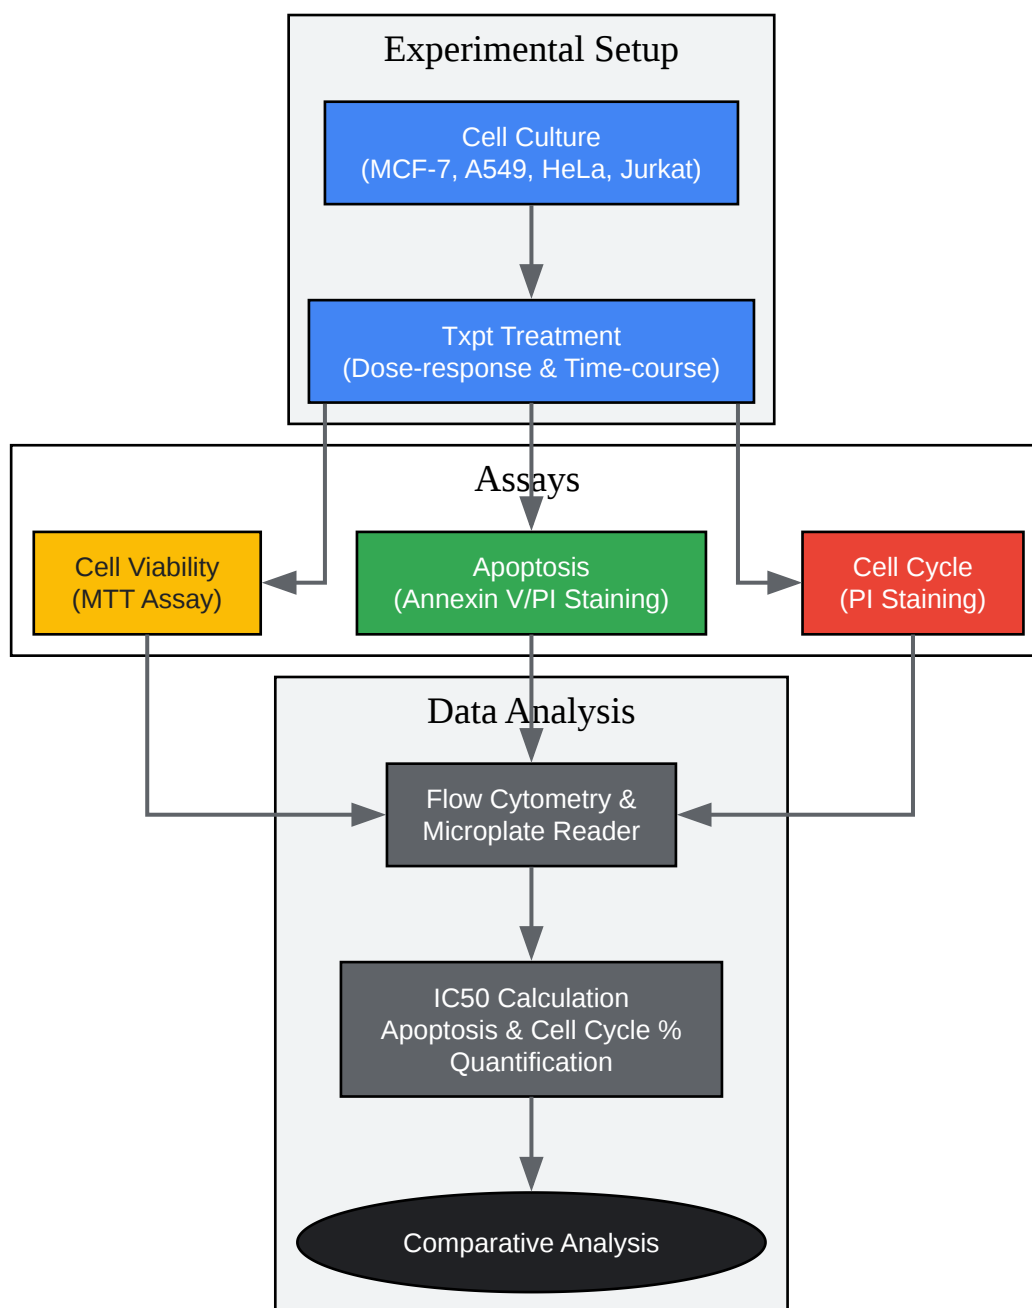 Experimental Setup
Cell Culture
(MCF-7, A549, HeLa, Jurkat)
Txpt Treatment
(Dose-response & Time-course)
Assays
Cell Viability
(MTT Assay)
Apoptosis
(Annexin V/PI Staining)
Cell Cycle
(PI Staining)
Data Analysis
Flow Cytometry &
Microplate Reader
IC50 Calculation
Apoptosis & Cell Cycle %
Quantification
Comparative Analysis